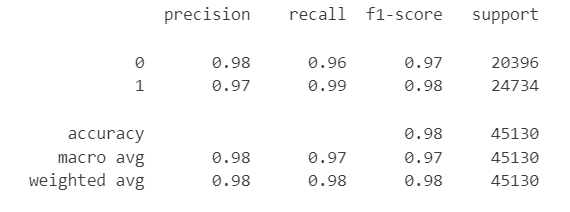 precision recall f1-score support
0 0.98 0.96 0.97 20396
1 0.97 0.99 0.98 24734
accuracy 0.98 45130
macro avg 0.98 0.97 0.97 45130
weighted avg 0.98 0.98 0.98 45130